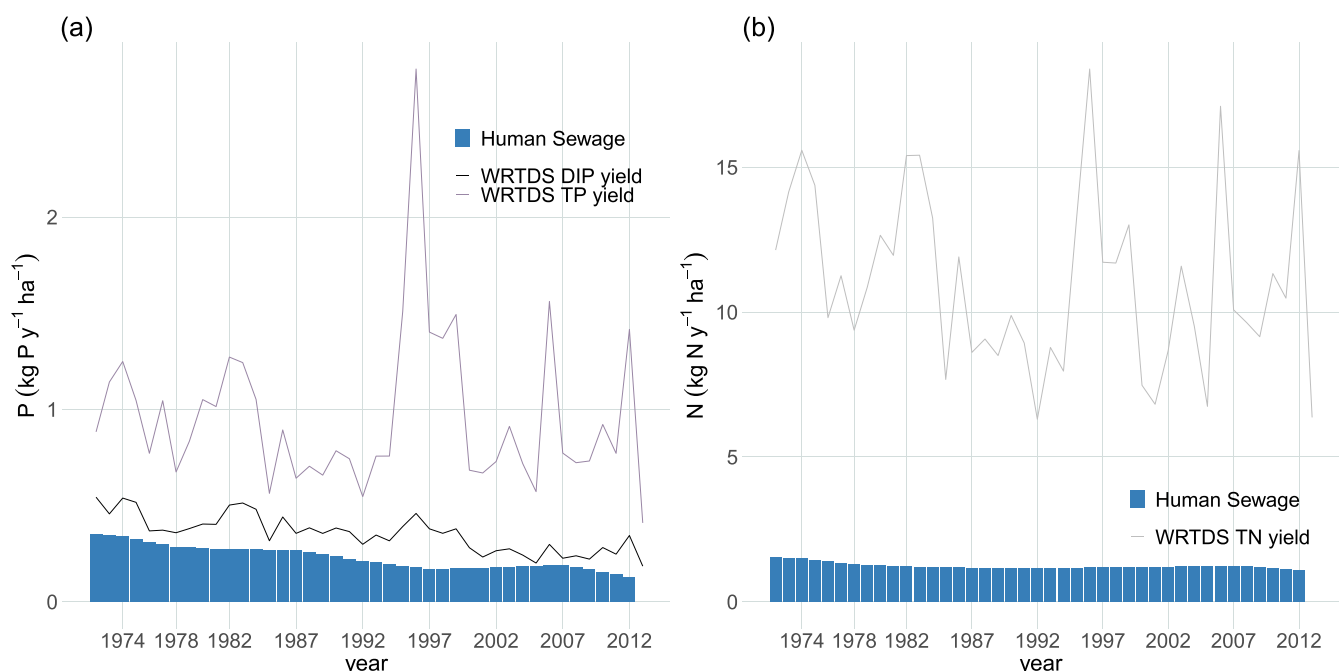 (a)
P (kg P y⁻¹ ha⁻¹)
2
1
0
Human Sewage
WRTDS DIP yield
WRTDS TP yield
1974 1978 1982 1987 1992 1997 2002 2007 2012
year
(b)
N (kg N y⁻¹ ha⁻¹)
15
10
5
0
Human Sewage
WRTDS TN yield
1974 1978 1982 1987 1992 1997 2002 2007 2012
year